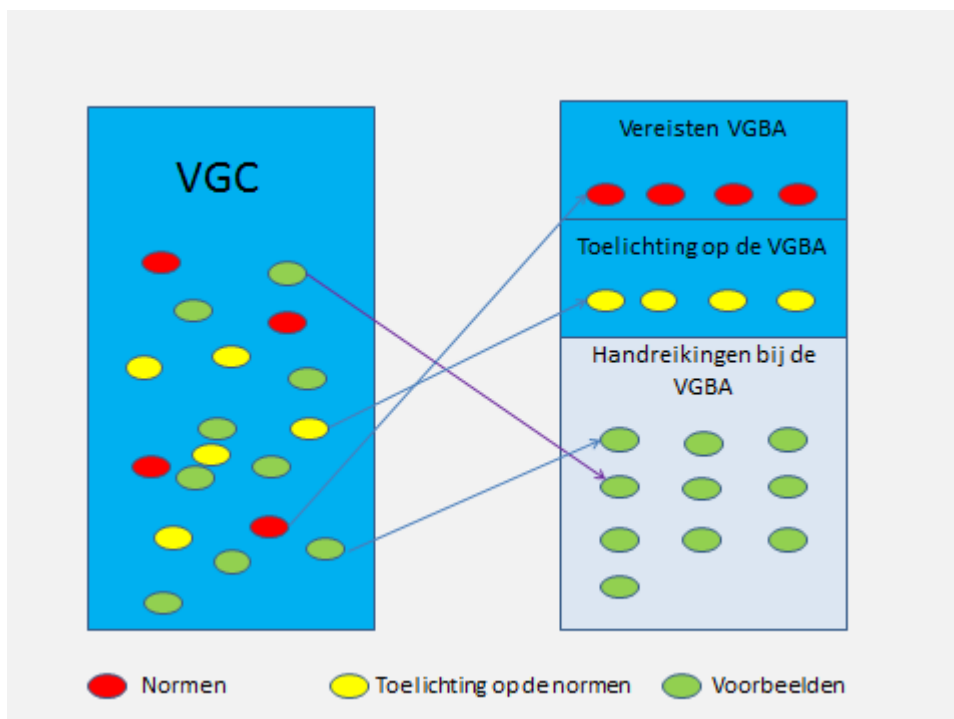 VGC
Vereisten VGBA
Toelichting op de VGBA
Handreikingen bij de
VGBA
Normen
Toelichting op de normen
Voorbeelden